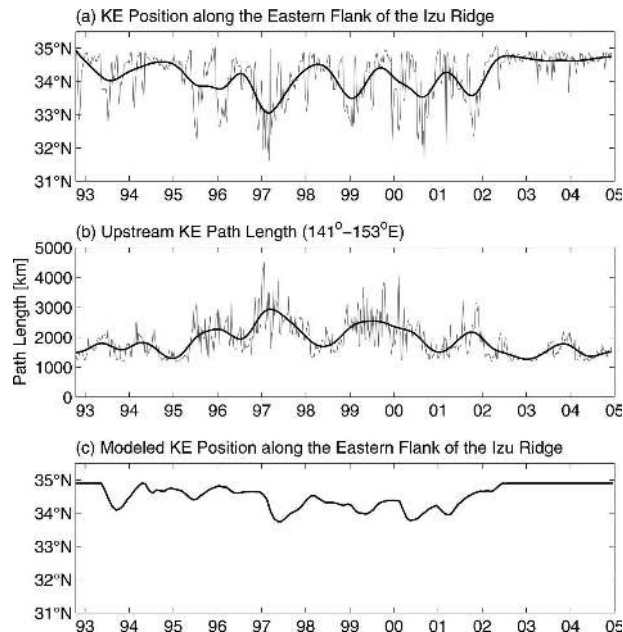 (a) KE Position along the Eastern Flank of the Izu Ridge
35°N
34°N
33°N
32°N
31°N
93 94 95 96 97 98 99 00 01 02 03 04 05
(b) Upstream KE Path Length (141°–153°E)
Path Length [km]
5000
4000
3000
2000
1000
0
93 94 95 96 97 98 99 00 01 02 03 04 05
(c) Modeled KE Position along the Eastern Flank of the Izu Ridge
35°N
34°N
33°N
32°N
31°N
93 94 95 96 97 98 99 00 01 02 03 04 05